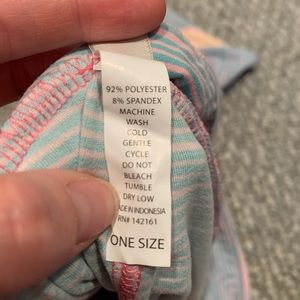 92% POLYESTER
8% SPANDEX
MACHINE
WASH
COLD
GENTLE
CYCLE
DO NOT
BLEACH
TUMBLE
DRY LOW
MADE IN INDONESIA
RN# 142161
ONE SIZE